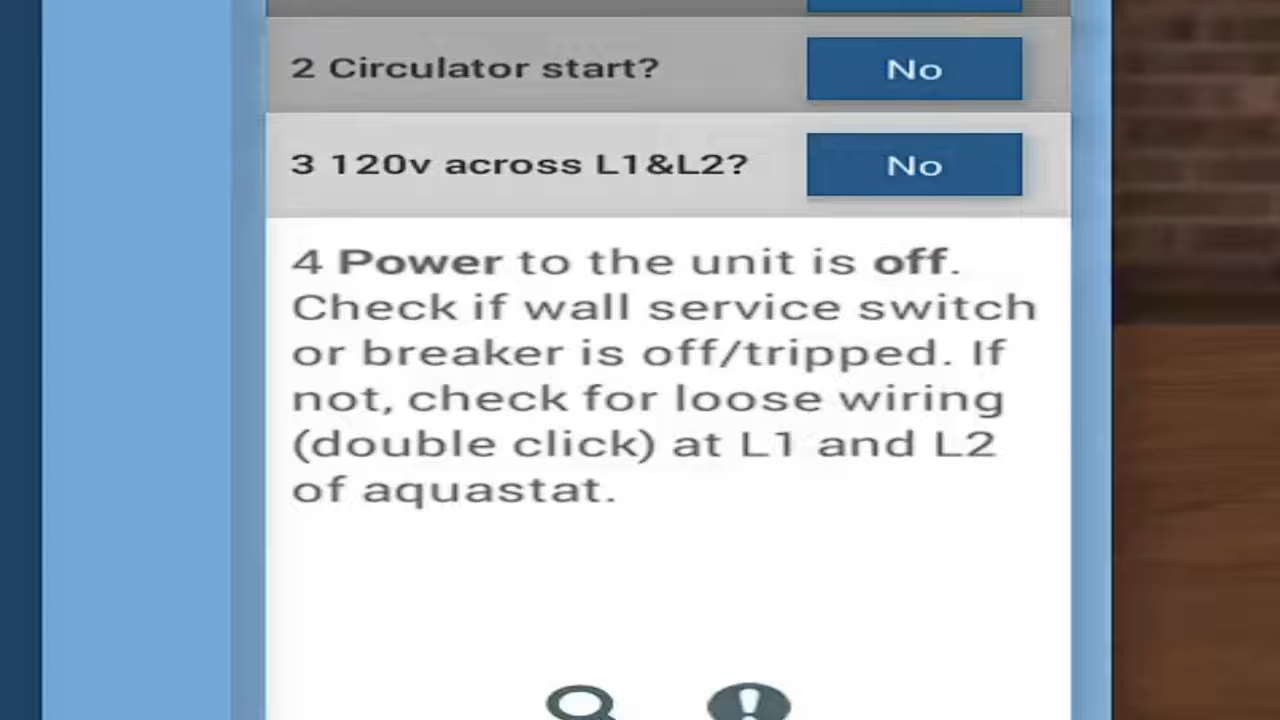 2 Circulator start? No
3 120v across L1&L2? No
4 Power to the unit is off.
Check if wall service switch
or breaker is off/tripped. If
not, check for loose wiring
(double click) at L1 and L2
of aquastat.